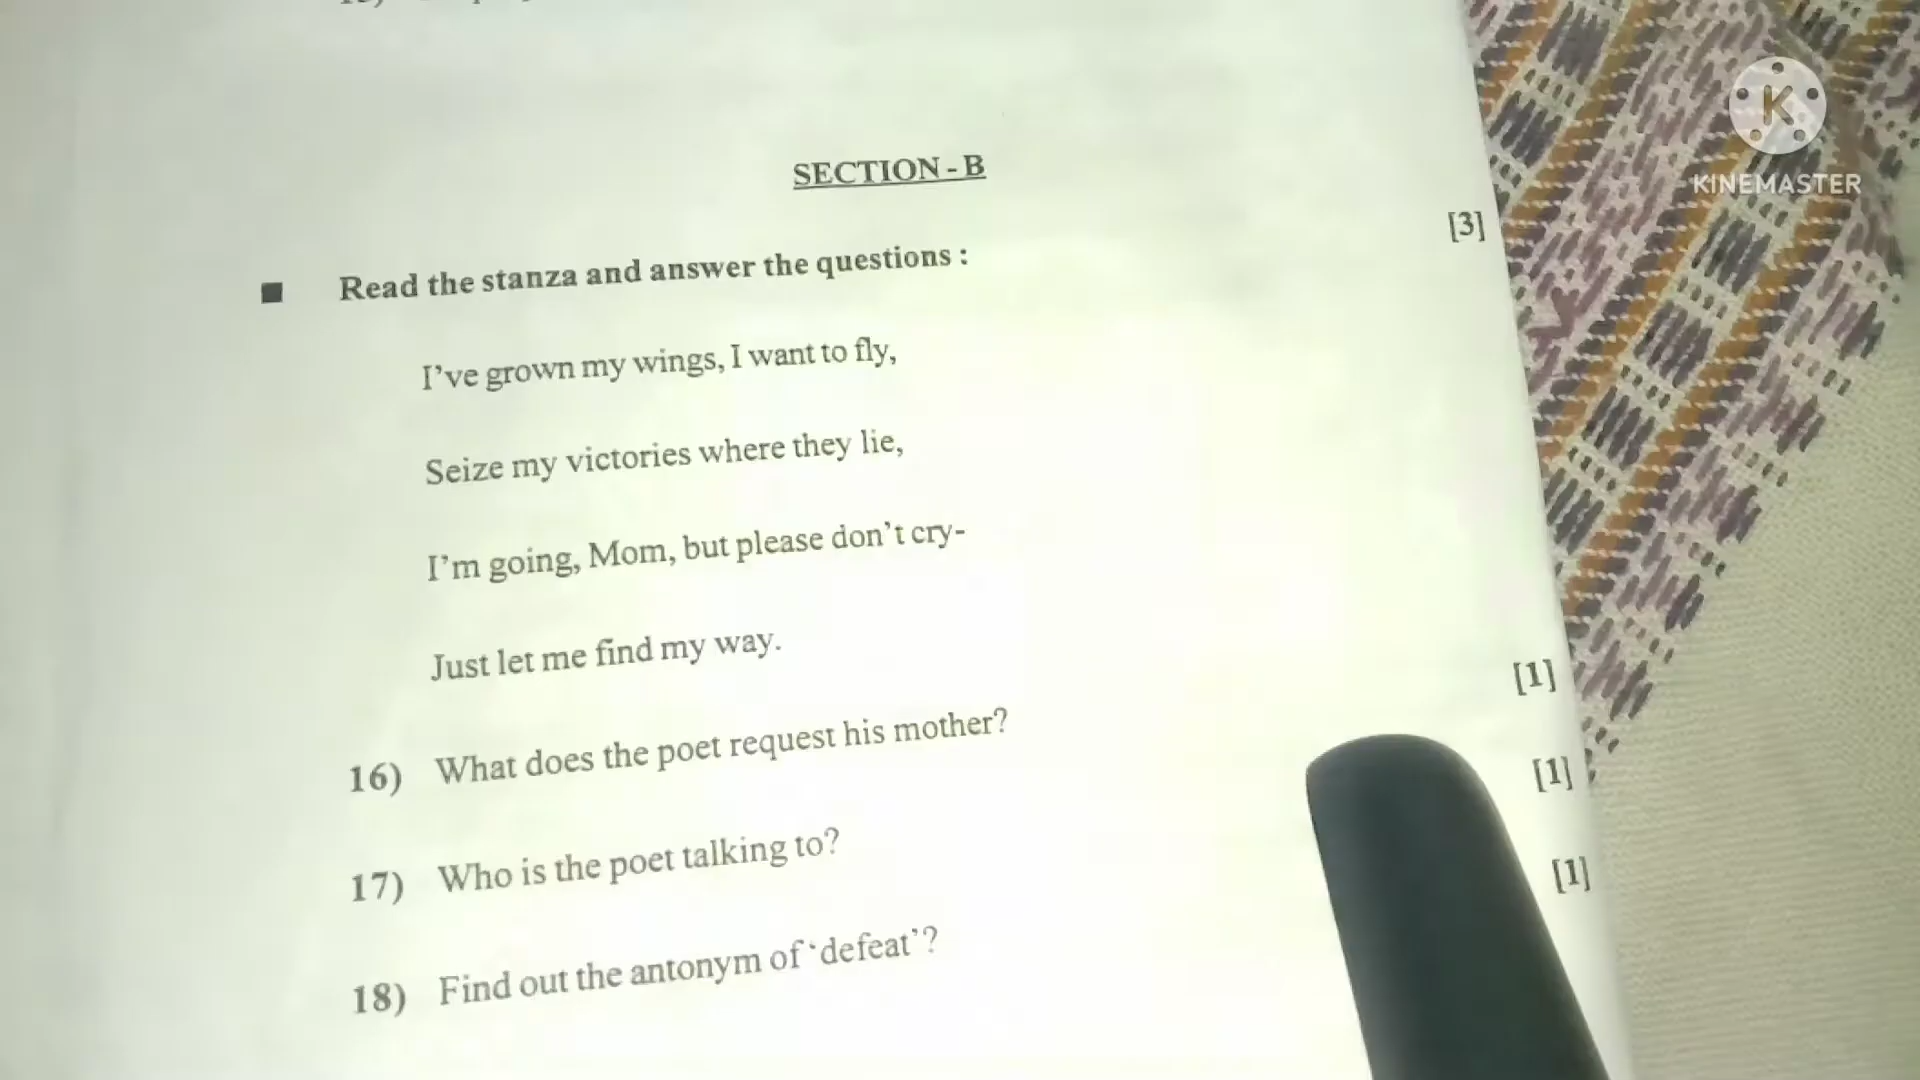 SECTION - B
[3]
Read the stanza and answer the questions :
I've grown my wings, I want to fly,
Seize my victories where they lie,
I'm going, Mom, but please don't cry-
Just let me find my way.
16) What does the poet request his mother? [1]
17) Who is the poet talking to? [1]
18) Find out the antonym of 'defeat'? [1]
K
KINEMASTER